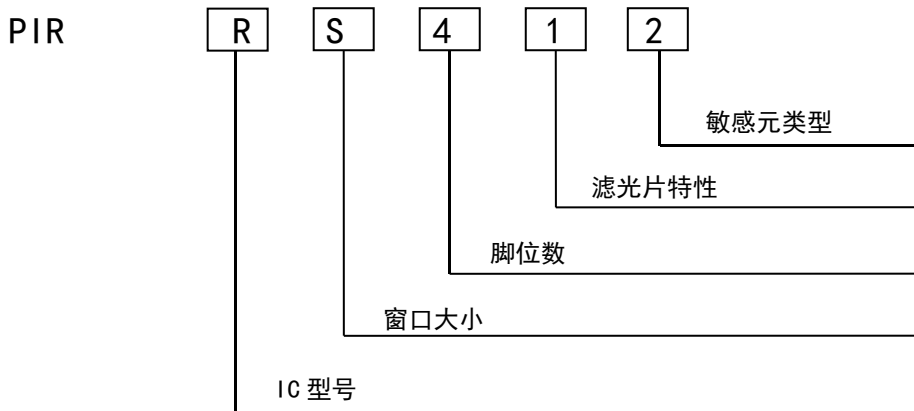 PIR R S 4 1 2
敏感元类型
滤光片特性
脚位数
窗口大小
IC 型号